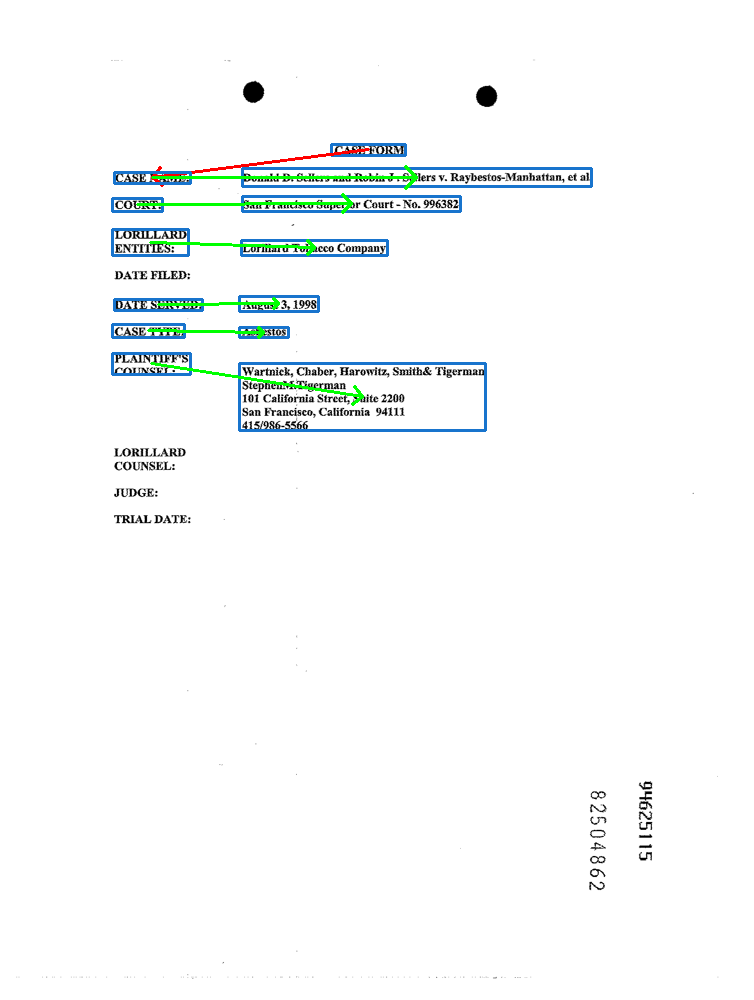 CASE FORM
CASE NAME: Donald D. Sellers and Robin J. Sellers v. Raybestos-Manhattan, et al
COURT: San Francisco Superior Court - No. 996382
LORILLARD
ENTITIES: Lorillard Tobacco Company
DATE FILED:
DATE SERVED: August 3, 1998
CASE TYPE: Asbestos
PLAINTIFF'S
COUNSEL: Wartnick, Chaber, Harowitz, Smith& Tigerman
StephenM.Tigerman
101 California Street, Suite 2200
San Francisco, California 94111
415/986-5566
LORILLARD
COUNSEL:
JUDGE:
TRIAL DATE:
94625115
82504862